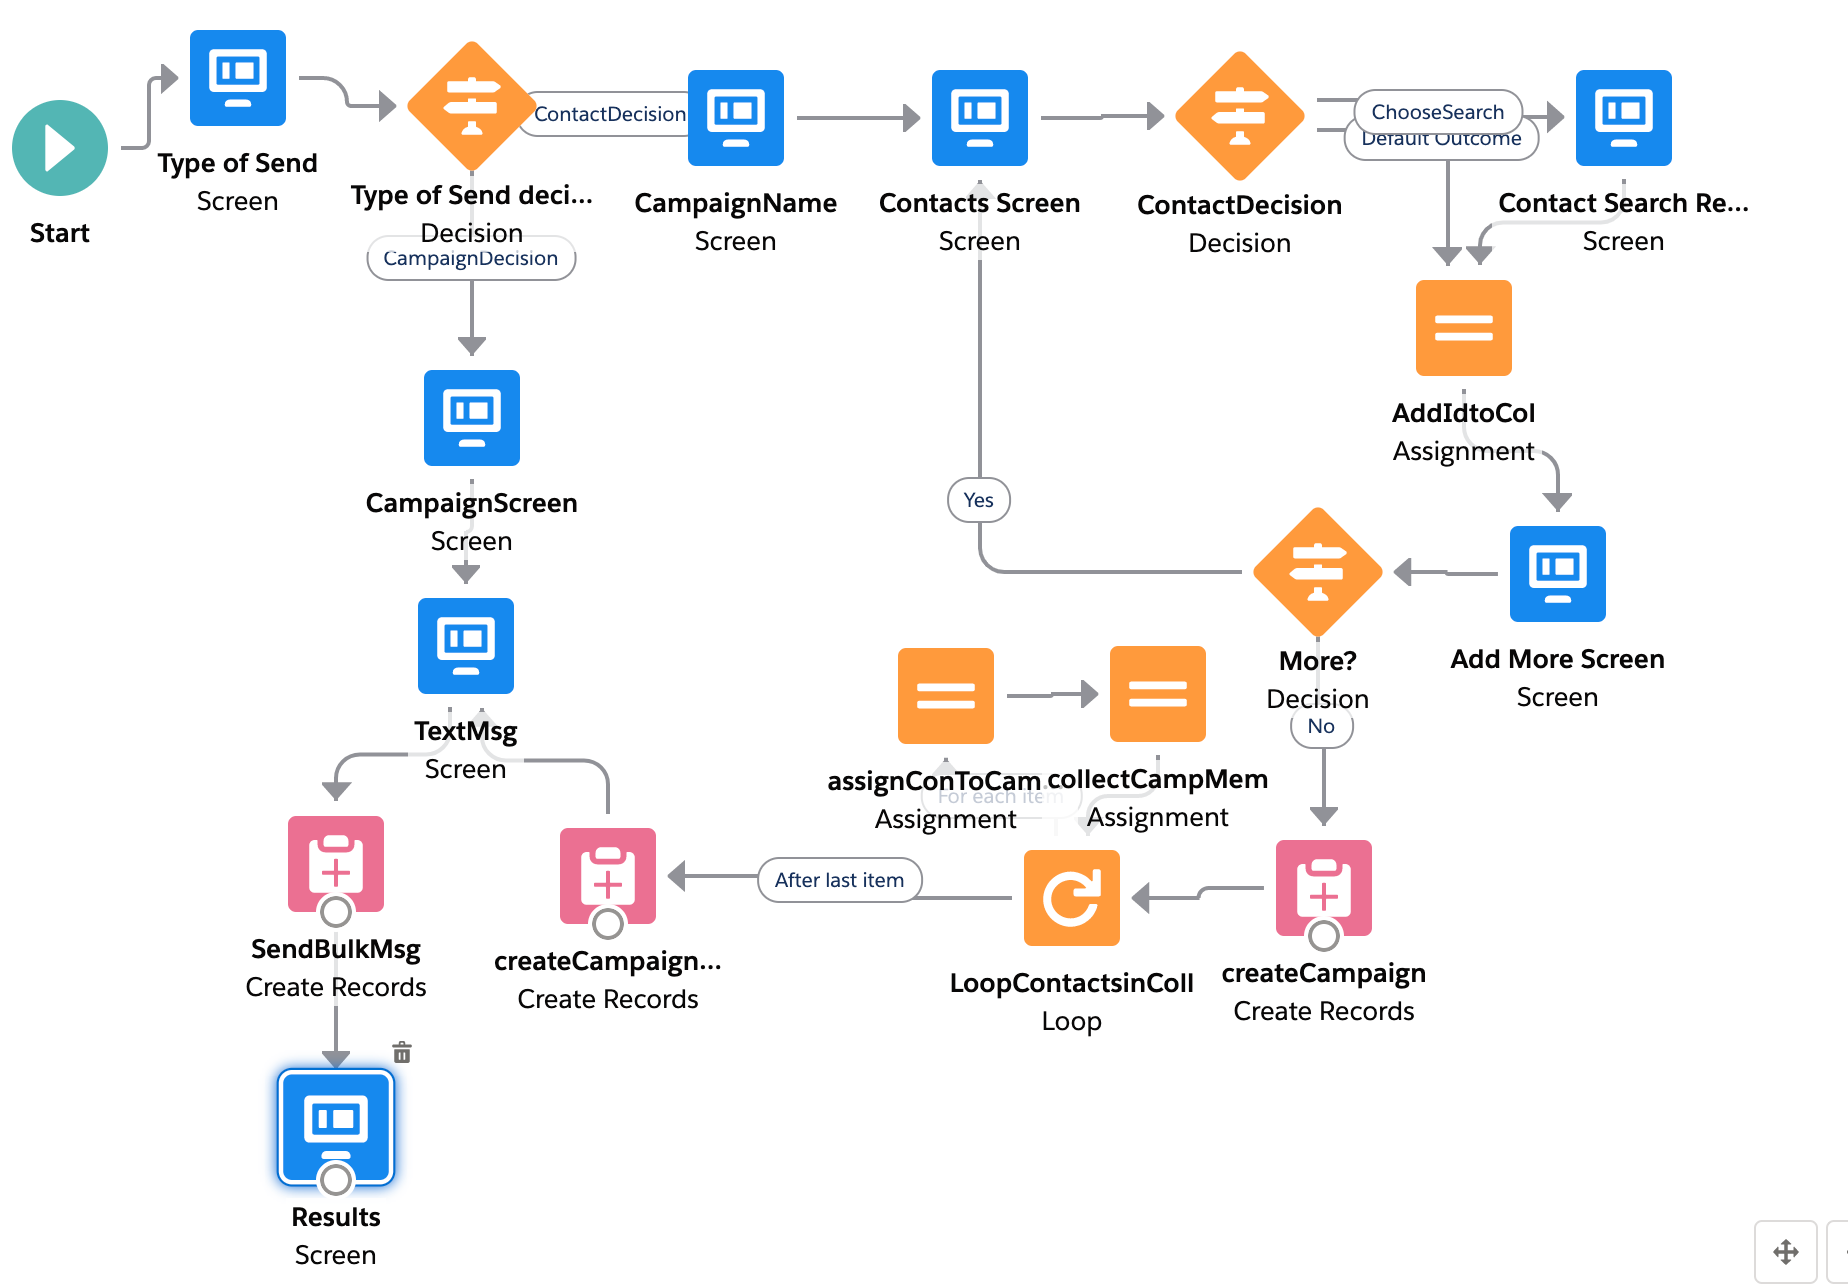 Start
Type of Send
Screen
Type of Send deci...
Decision
ContactDecision
CampaignDecision
CampaignName
Screen
Contacts Screen
Screen
ContactDecision
Decision
ChooseSearch
Default Outcome
Contact Search Re...
Screen
AddIdtoCol
Assignment
CampaignScreen
Screen
Yes
Add More Screen
Screen
More?
Decision
No
TextMsg
Screen
assignConToCam
Assignment
collectCampMem
Assignment
For each item
After last item
SendBulkMsg
Create Records
createCampaign...
Create Records
LoopContactsinColl
Loop
createCampaign
Create Records
Results
Screen